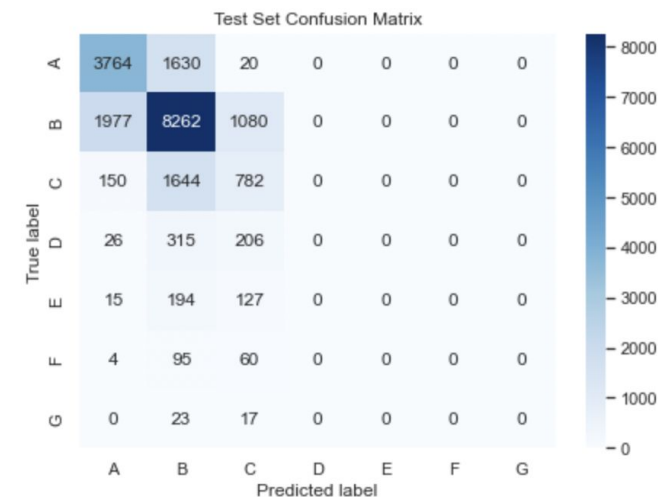 Test Set Confusion Matrix
A 3764 1630 20 0 0 0 0
B 1977 8262 1080 0 0 0 0
C 150 1644 782 0 0 0 0
D 26 315 206 0 0 0 0
E 15 194 127 0 0 0 0
F 4 95 60 0 0 0 0
G 0 23 17 0 0 0 0
A B C D E F G
Predicted label
True label
8000
7000
6000
5000
4000
3000
2000
1000
0